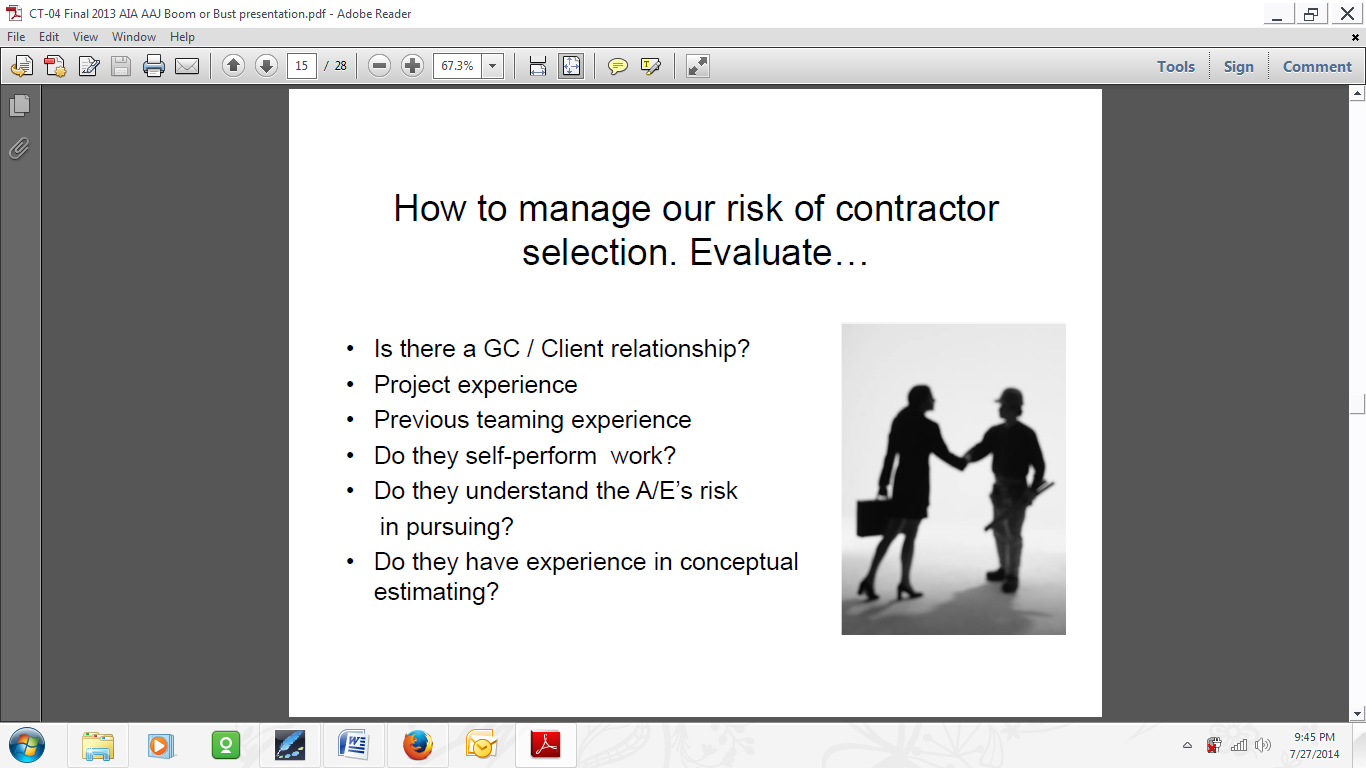 CT-04 Final 2013 AIA AAJ Boom or Bust presentation.pdf - Adobe Reader
File Edit View Window Help
15 / 28 67.3% Tools Sign Comment
How to manage our risk of contractor
selection. Evaluate…
• Is there a GC / Client relationship?
• Project experience
• Previous teaming experience
• Do they self-perform work?
• Do they understand the A/E’s risk
in pursuing?
• Do they have experience in conceptual
estimating?
9:45 PM
7/27/2014